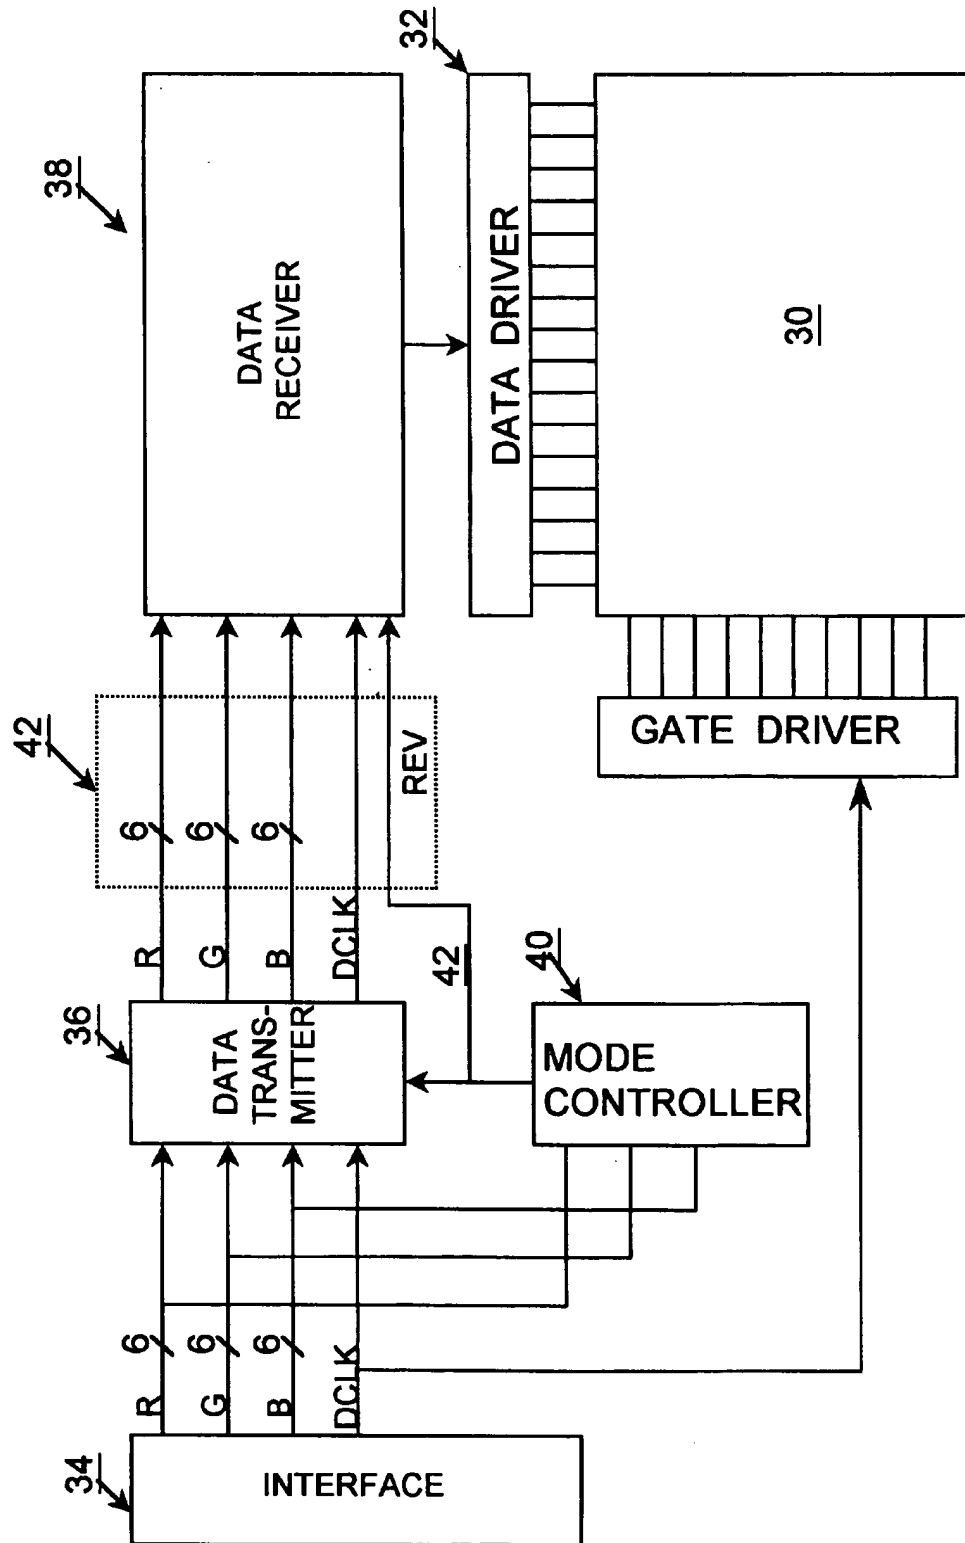 34
INTERFACE
R
6
G
6
B
6
DCLK
36
DATA
TRANS-
MITTER
R
6
G
6
B
6
DCLK
42
REV
42
40
MODE
CONTROLLER
38
DATA
RECEIVER
32
DATA DRIVER
GATE DRIVER
30